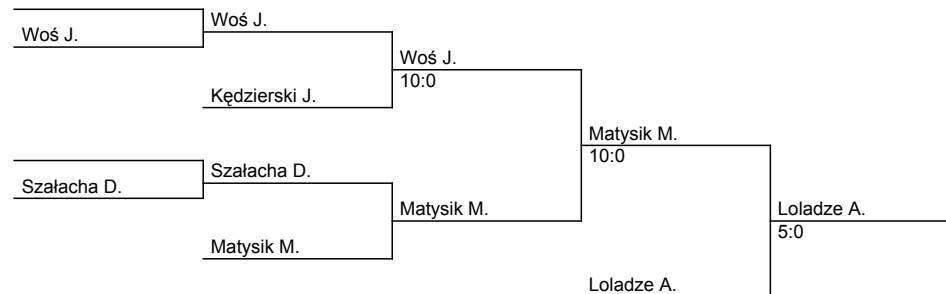 Woś J.
Woś J.
Woś J.
10:0
Kędzierski J.
Matysik M.
10:0
Szałacha D.
Szałacha D.
Matysik M.
Loladze A.
5:0
Matysik M.
Loladze A.